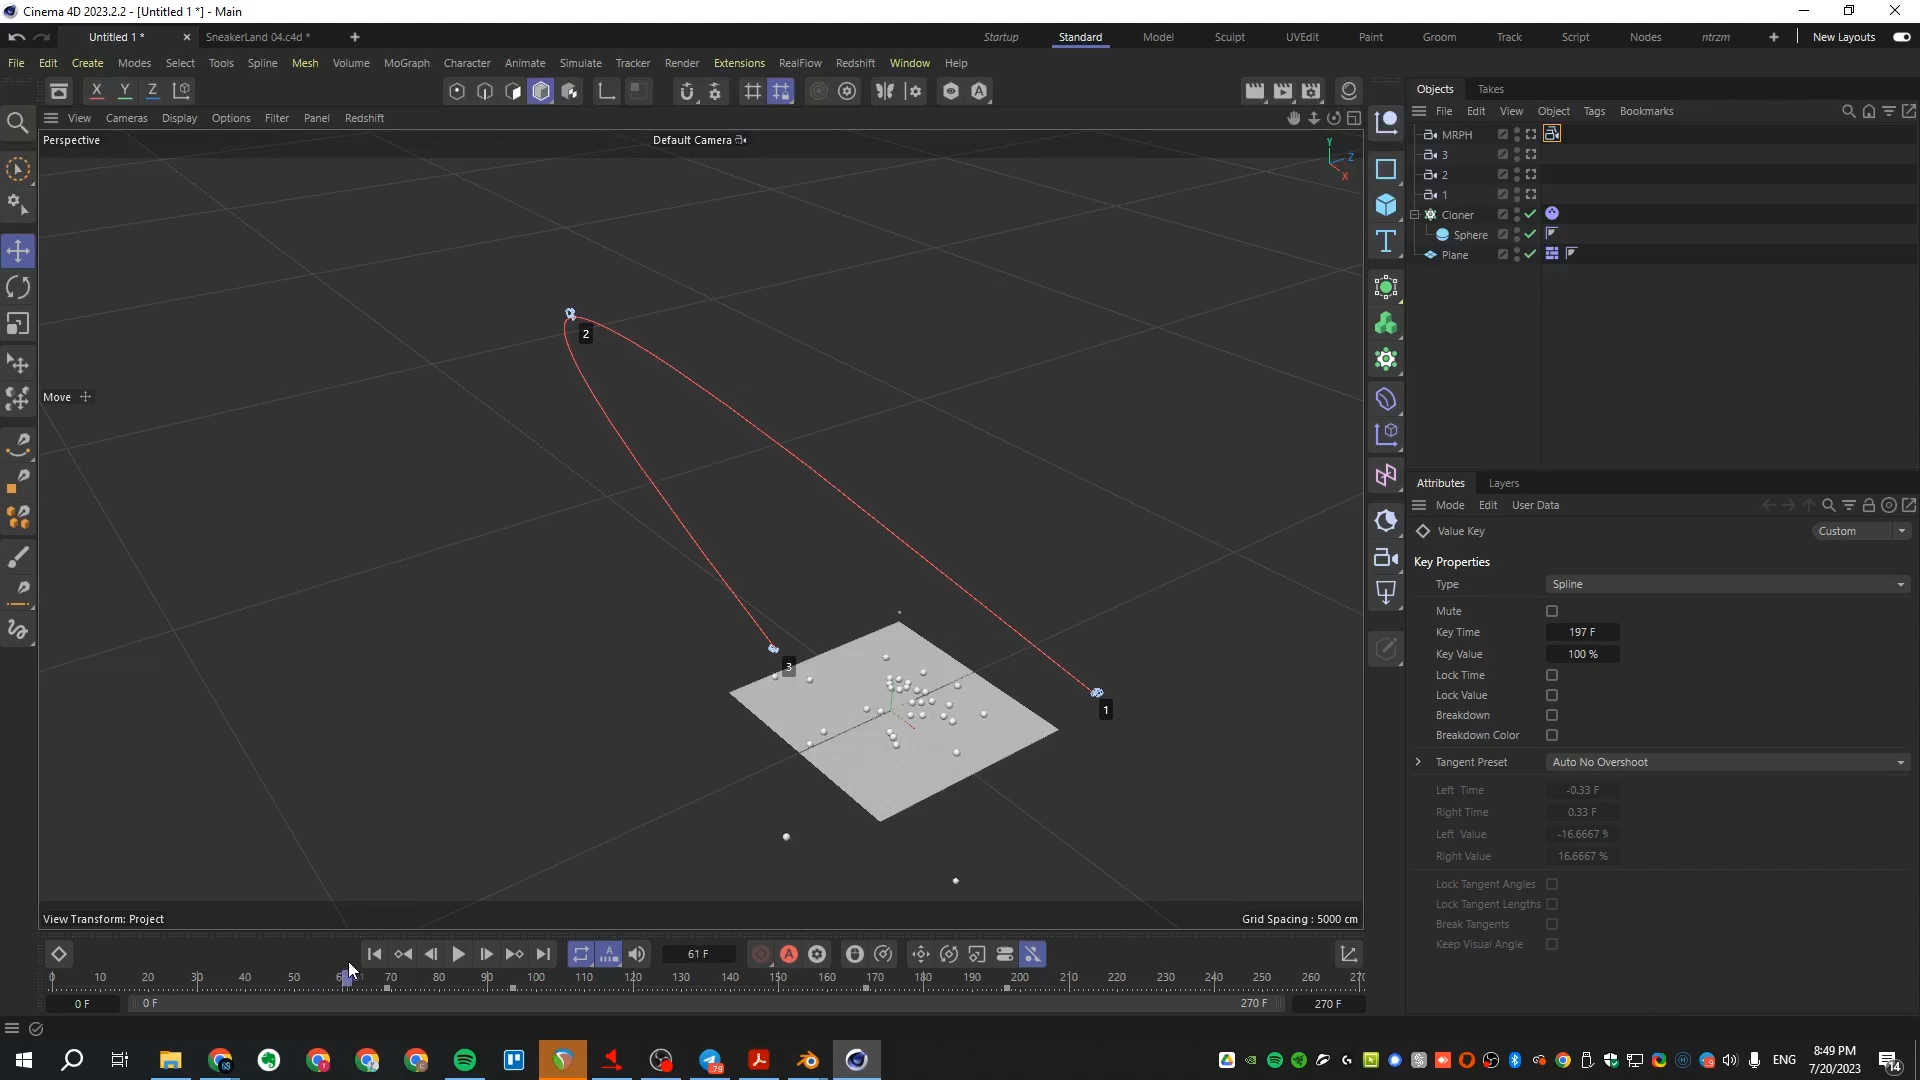 Cinema 4D 2023.2.2 - [Untitled 1 *] - Main
Untitled 1 *
SneakerLand 04.c4d *
Startup
Standard
Model
Sculpt
UVEdit
Paint
Groom
Track
Script
Nodes
ntrzm
New Layouts
File Edit Create Modes Select Tools Spline Mesh Volume MoGraph Character Animate Simulate Tracker Render Extensions RealFlow Redshift Window Help
X Y Z
Objects Takes
File Edit View Object Tags Bookmarks
View Cameras Display Options Filter Panel Redshift
Perspective
Default Camera
Y
Z
X
MRPH
3
2
1
Cloner
Sphere
Plane
2
Move
3
1
Attributes Layers
Mode Edit User Data
Value Key
Custom
Key Properties
Type Spline
Mute
Key Time 197 F
Key Value 100 %
Lock Time
Lock Value
Breakdown
Breakdown Color
Tangent Preset Auto No Overshoot
Left Time -0.33 F
Right Time 0.33 F
Left Value -16.6667 %
Right Value 16.6667 %
Lock Tangent Angles
Lock Tangent Lengths
Break Tangents
Keep Visual Angle
View Transform: Project
Grid Spacing : 5000 cm
61 F
0 10 20 30 40 50 70 80 90 100 110 120 130 140 150 160 170 180 190 200 210 220 230 240 250 260
0 F
0 F
270 F
270 F
ENG
8:49 PM
7/20/2023
79
14